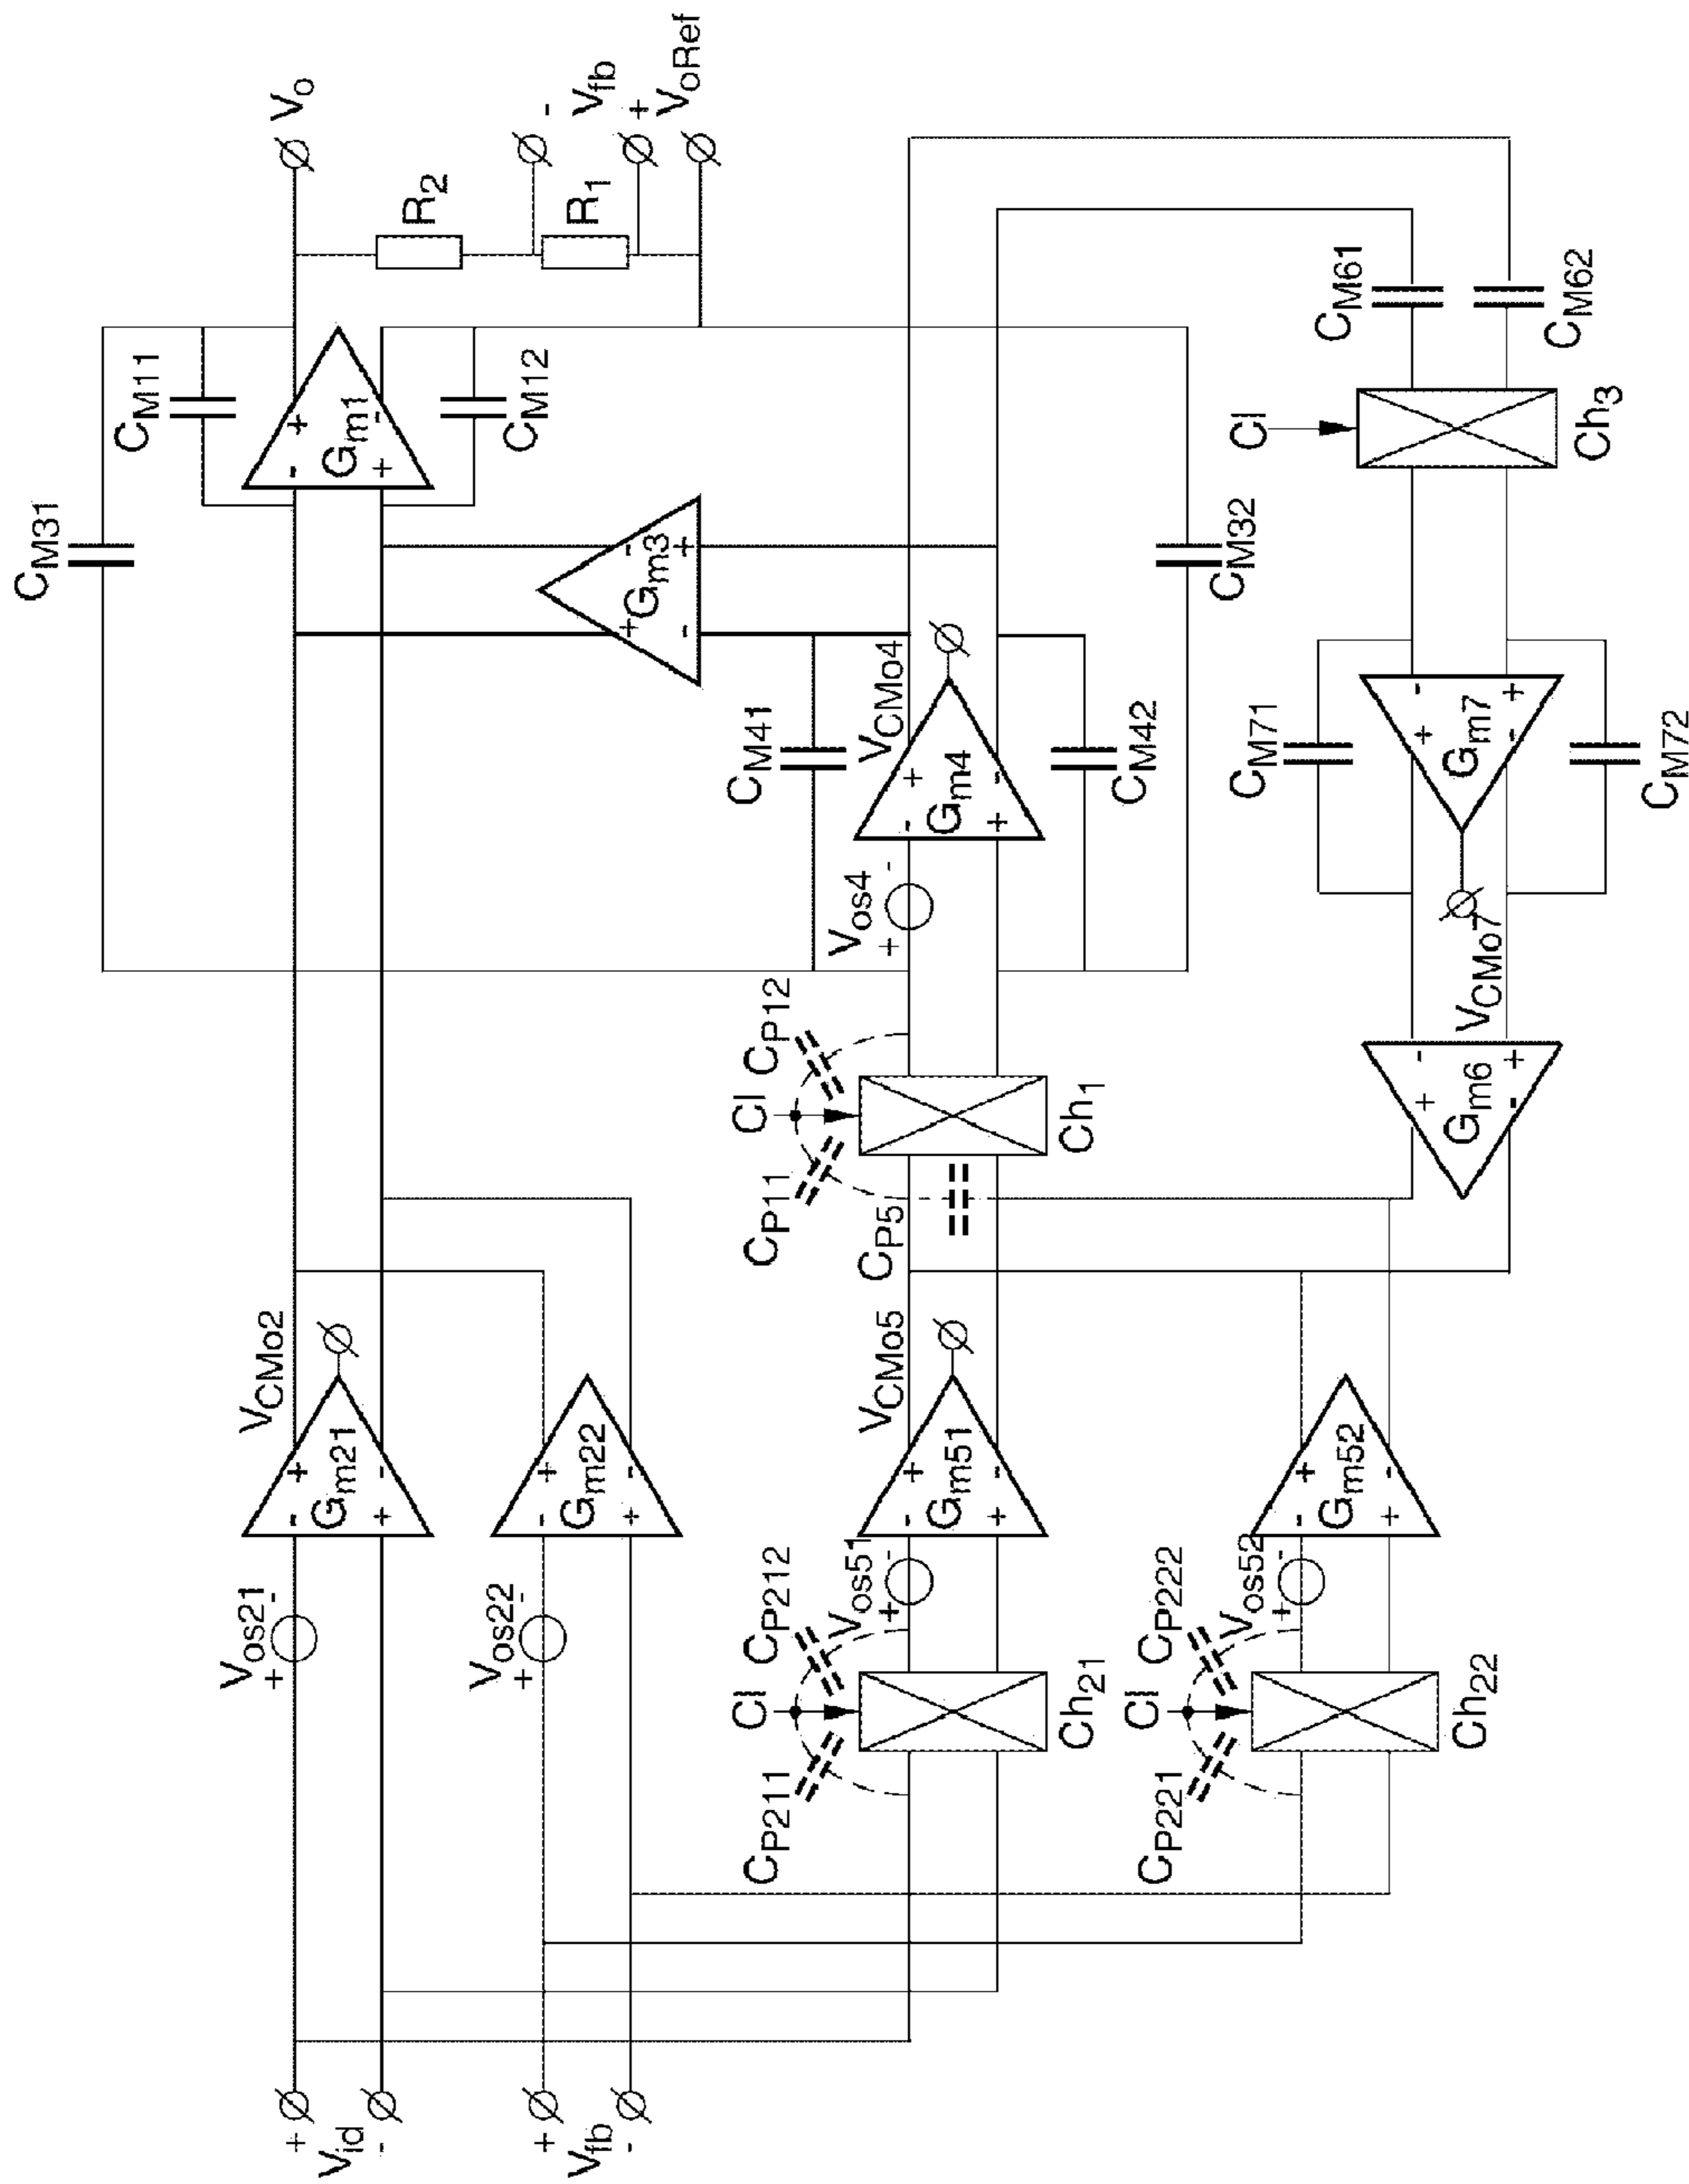 CM31
CM11
Vo
Gm1
R2
- Vfb +
R1
VoRef
CM12
Gm3
VCMo2
Vos21
+ -
Gm21
+
Vid
-
Vos22
+ -
Gm22
+
Vfb
-
CM41
VCMo4
Vos4
+ -
Gm4
CM42
CM32
Cl
CP11
CP12
Ch1
CP5
VCMo5
Gm51
Vos51
+ -
Cl
CP211
CP212
Ch21
Gm52
Vos52
+ -
Cl
CP221
CP222
Ch22
CM61
CM62
Cl
Ch3
CM71
Gm7
CM72
VCMo7
Gm6